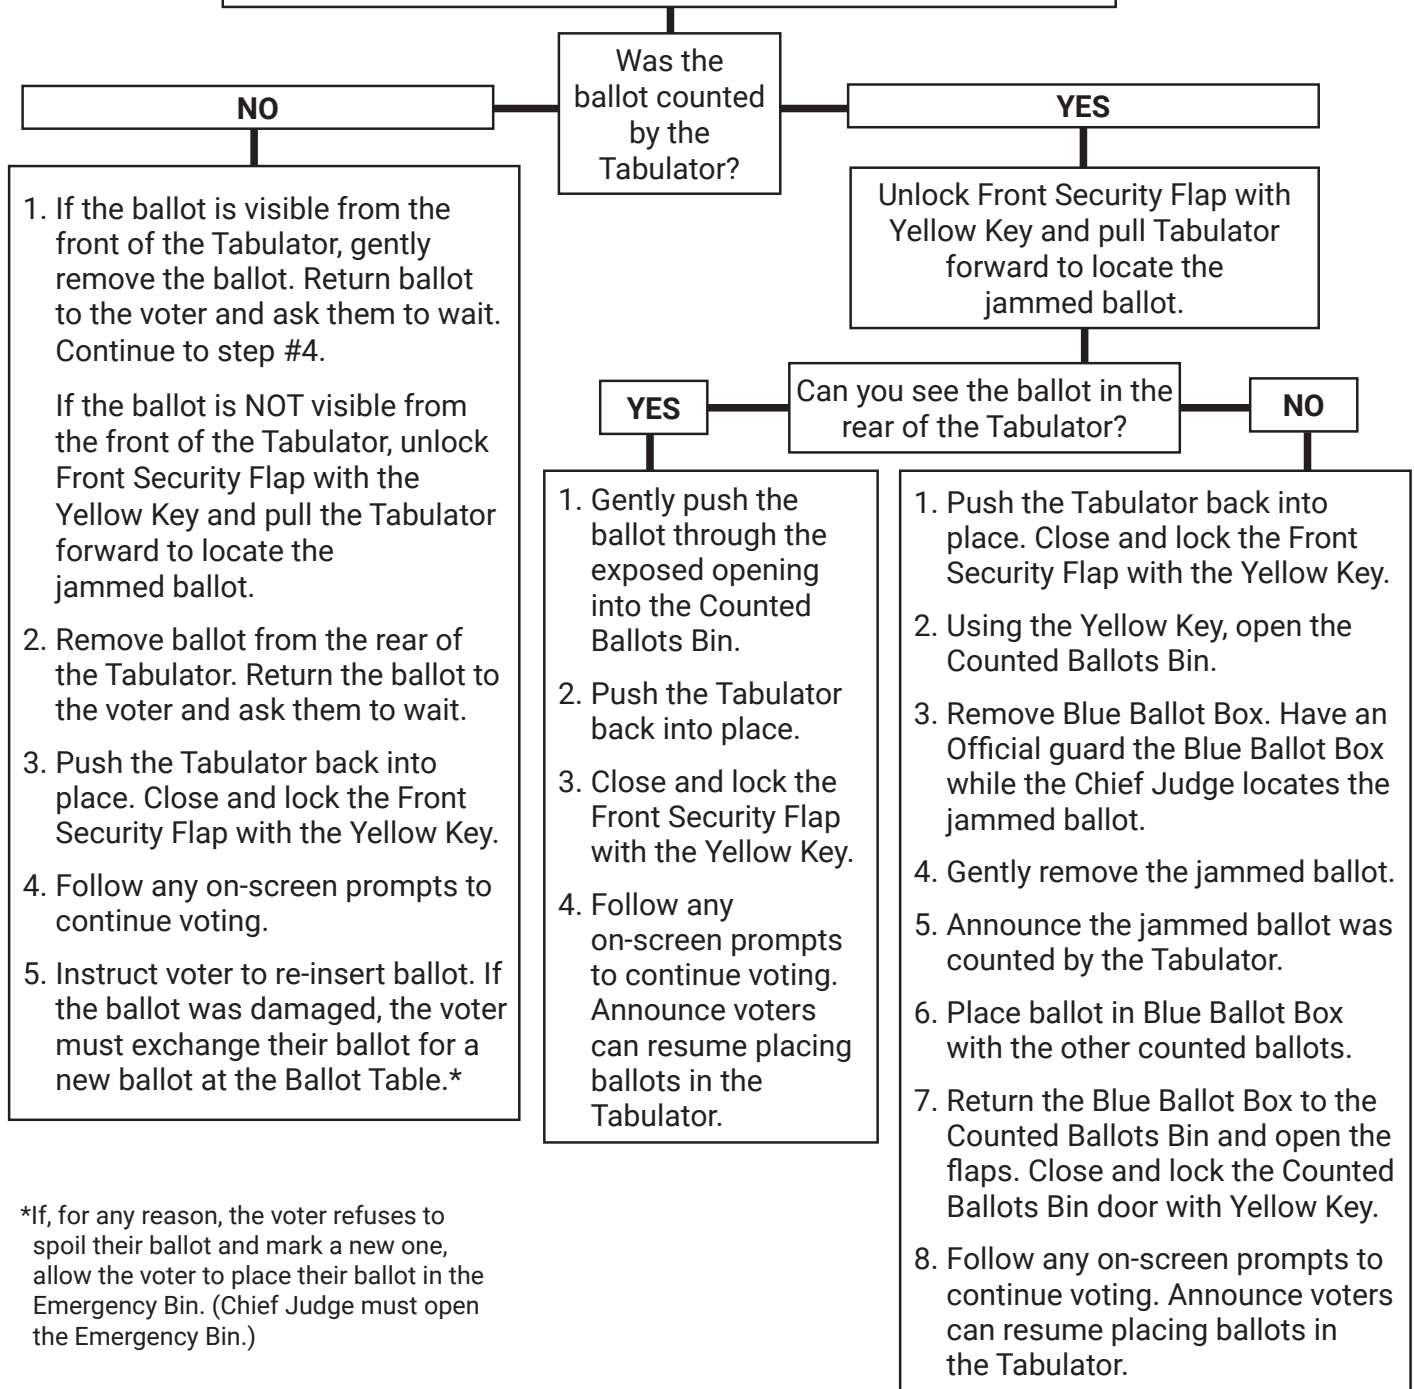 Was the
ballot counted
by the
Tabulator?
NO
YES
1. If the ballot is visible from the
front of the Tabulator, gently
remove the ballot. Return ballot
to the voter and ask them to wait.
Continue to step #4.
If the ballot is NOT visible from
the front of the Tabulator, unlock
Front Security Flap with the
Yellow Key and pull the Tabulator
forward to locate the
jammed ballot.
2. Remove ballot from the rear of
the Tabulator. Return the ballot to
the voter and ask them to wait.
3. Push the Tabulator back into
place. Close and lock the Front
Security Flap with the Yellow Key.
4. Follow any on-screen prompts to
continue voting.
5. Instruct voter to re-insert ballot. If
the ballot was damaged, the voter
must exchange their ballot for a
new ballot at the Ballot Table.*
Unlock Front Security Flap with
Yellow Key and pull Tabulator
forward to locate the
jammed ballot.
Can you see the ballot in the
rear of the Tabulator?
YES
NO
1. Gently push the
ballot through the
exposed opening
into the Counted
Ballots Bin.
2. Push the Tabulator
back into place.
3. Close and lock the
Front Security Flap
with the Yellow Key.
4. Follow any
on-screen prompts
to continue voting.
Announce voters
can resume placing
ballots in the
Tabulator.
1. Push the Tabulator back into
place. Close and lock the Front
Security Flap with the Yellow Key.
2. Using the Yellow Key, open the
Counted Ballots Bin.
3. Remove Blue Ballot Box. Have an
Official guard the Blue Ballot Box
while the Chief Judge locates the
jammed ballot.
4. Gently remove the jammed ballot.
5. Announce the jammed ballot was
counted by the Tabulator.
6. Place ballot in Blue Ballot Box
with the other counted ballots.
7. Return the Blue Ballot Box to the
Counted Ballots Bin and open the
flaps. Close and lock the Counted
Ballots Bin door with Yellow Key.
8. Follow any on-screen prompts to
continue voting. Announce voters
can resume placing ballots in
the Tabulator.
*If, for any reason, the voter refuses to
spoil their ballot and mark a new one,
allow the voter to place their ballot in the
Emergency Bin. (Chief Judge must open
the Emergency Bin.)